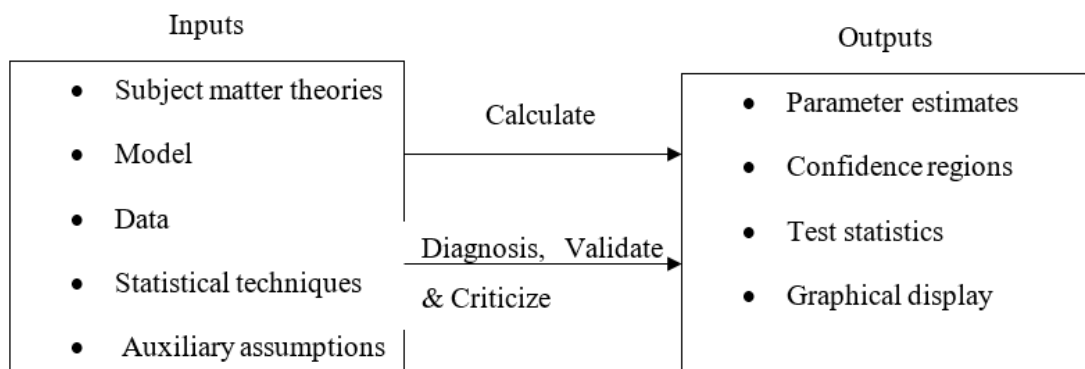 Inputs
Outputs
• Subject matter theories
• Model
• Data
• Statistical techniques
• Auxiliary assumptions
Calculate
Diagnosis, Validate
& Criticize
• Parameter estimates
• Confidence regions
• Test statistics
• Graphical display